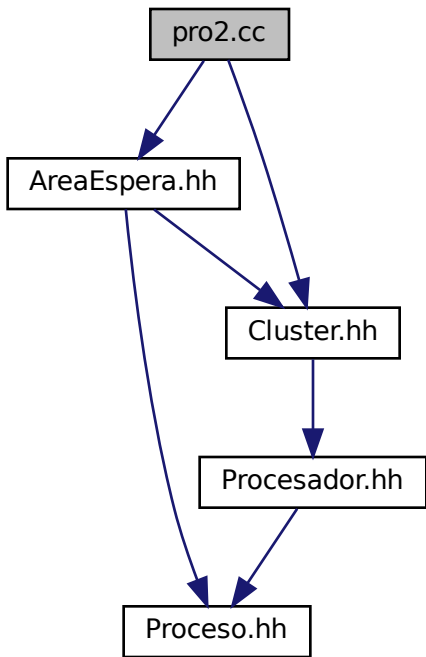 pro2.cc
AreaEspera.hh
Cluster.hh
Procesador.hh
Proceso.hh